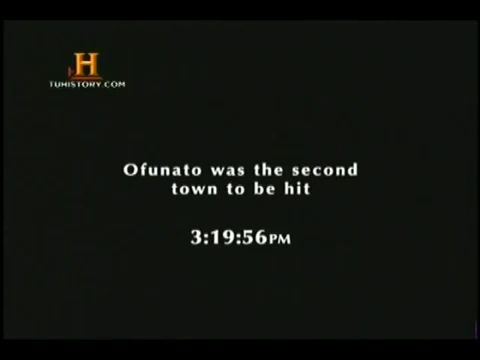 H
TUHISTORY.COM
Ofunato was the second
town to be hit
3:19:56PM